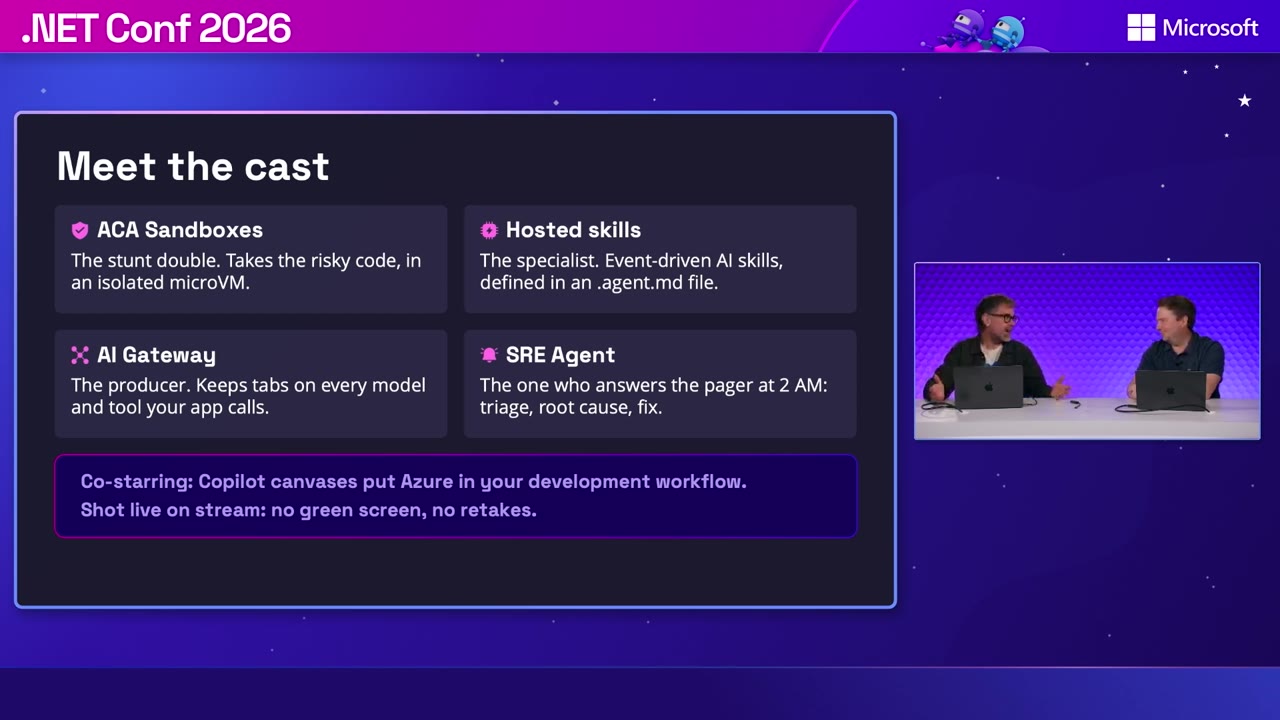 .NET Conf 2026
Microsoft
Meet the cast
ACA Sandboxes
The stunt double. Takes the risky code, in
an isolated microVM.
Hosted skills
The specialist. Event-driven AI skills,
defined in an .agent.md file.
AI Gateway
The producer. Keeps tabs on every model
and tool your app calls.
SRE Agent
The one who answers the pager at 2 AM:
triage, root cause, fix.
Co-starring: Copilot canvases put Azure in your development workflow.
Shot live on stream: no green screen, no retakes.